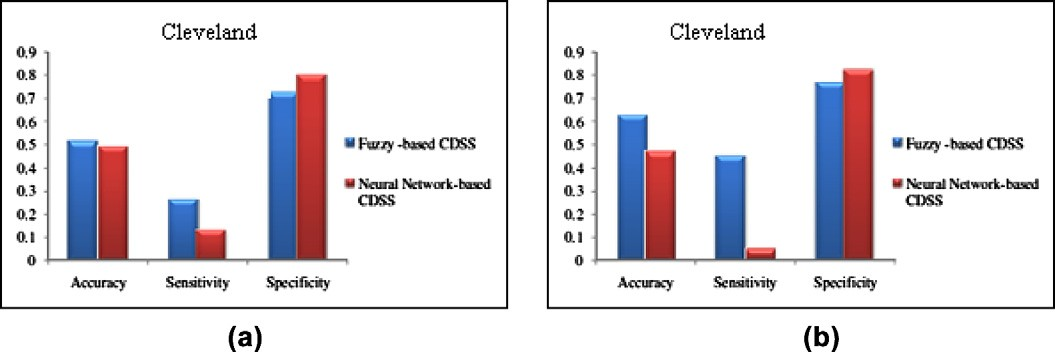 Cleveland
0.9
0.8
0.7
0.6
0.5
0.4
0.3
0.2
0.1
0
Accuracy
Sensitivity
Specificity
Fuzzy -based CDSS
Neural Network-based
CDSS
(a)
Cleveland
0.9
0.8
0.7
0.6
0.5
0.4
0.3
0.2
0.1
0
Accuracy
Sensitivity
Specificity
Fuzzy -based CDSS
Neural Network-based
CDSS
(b)